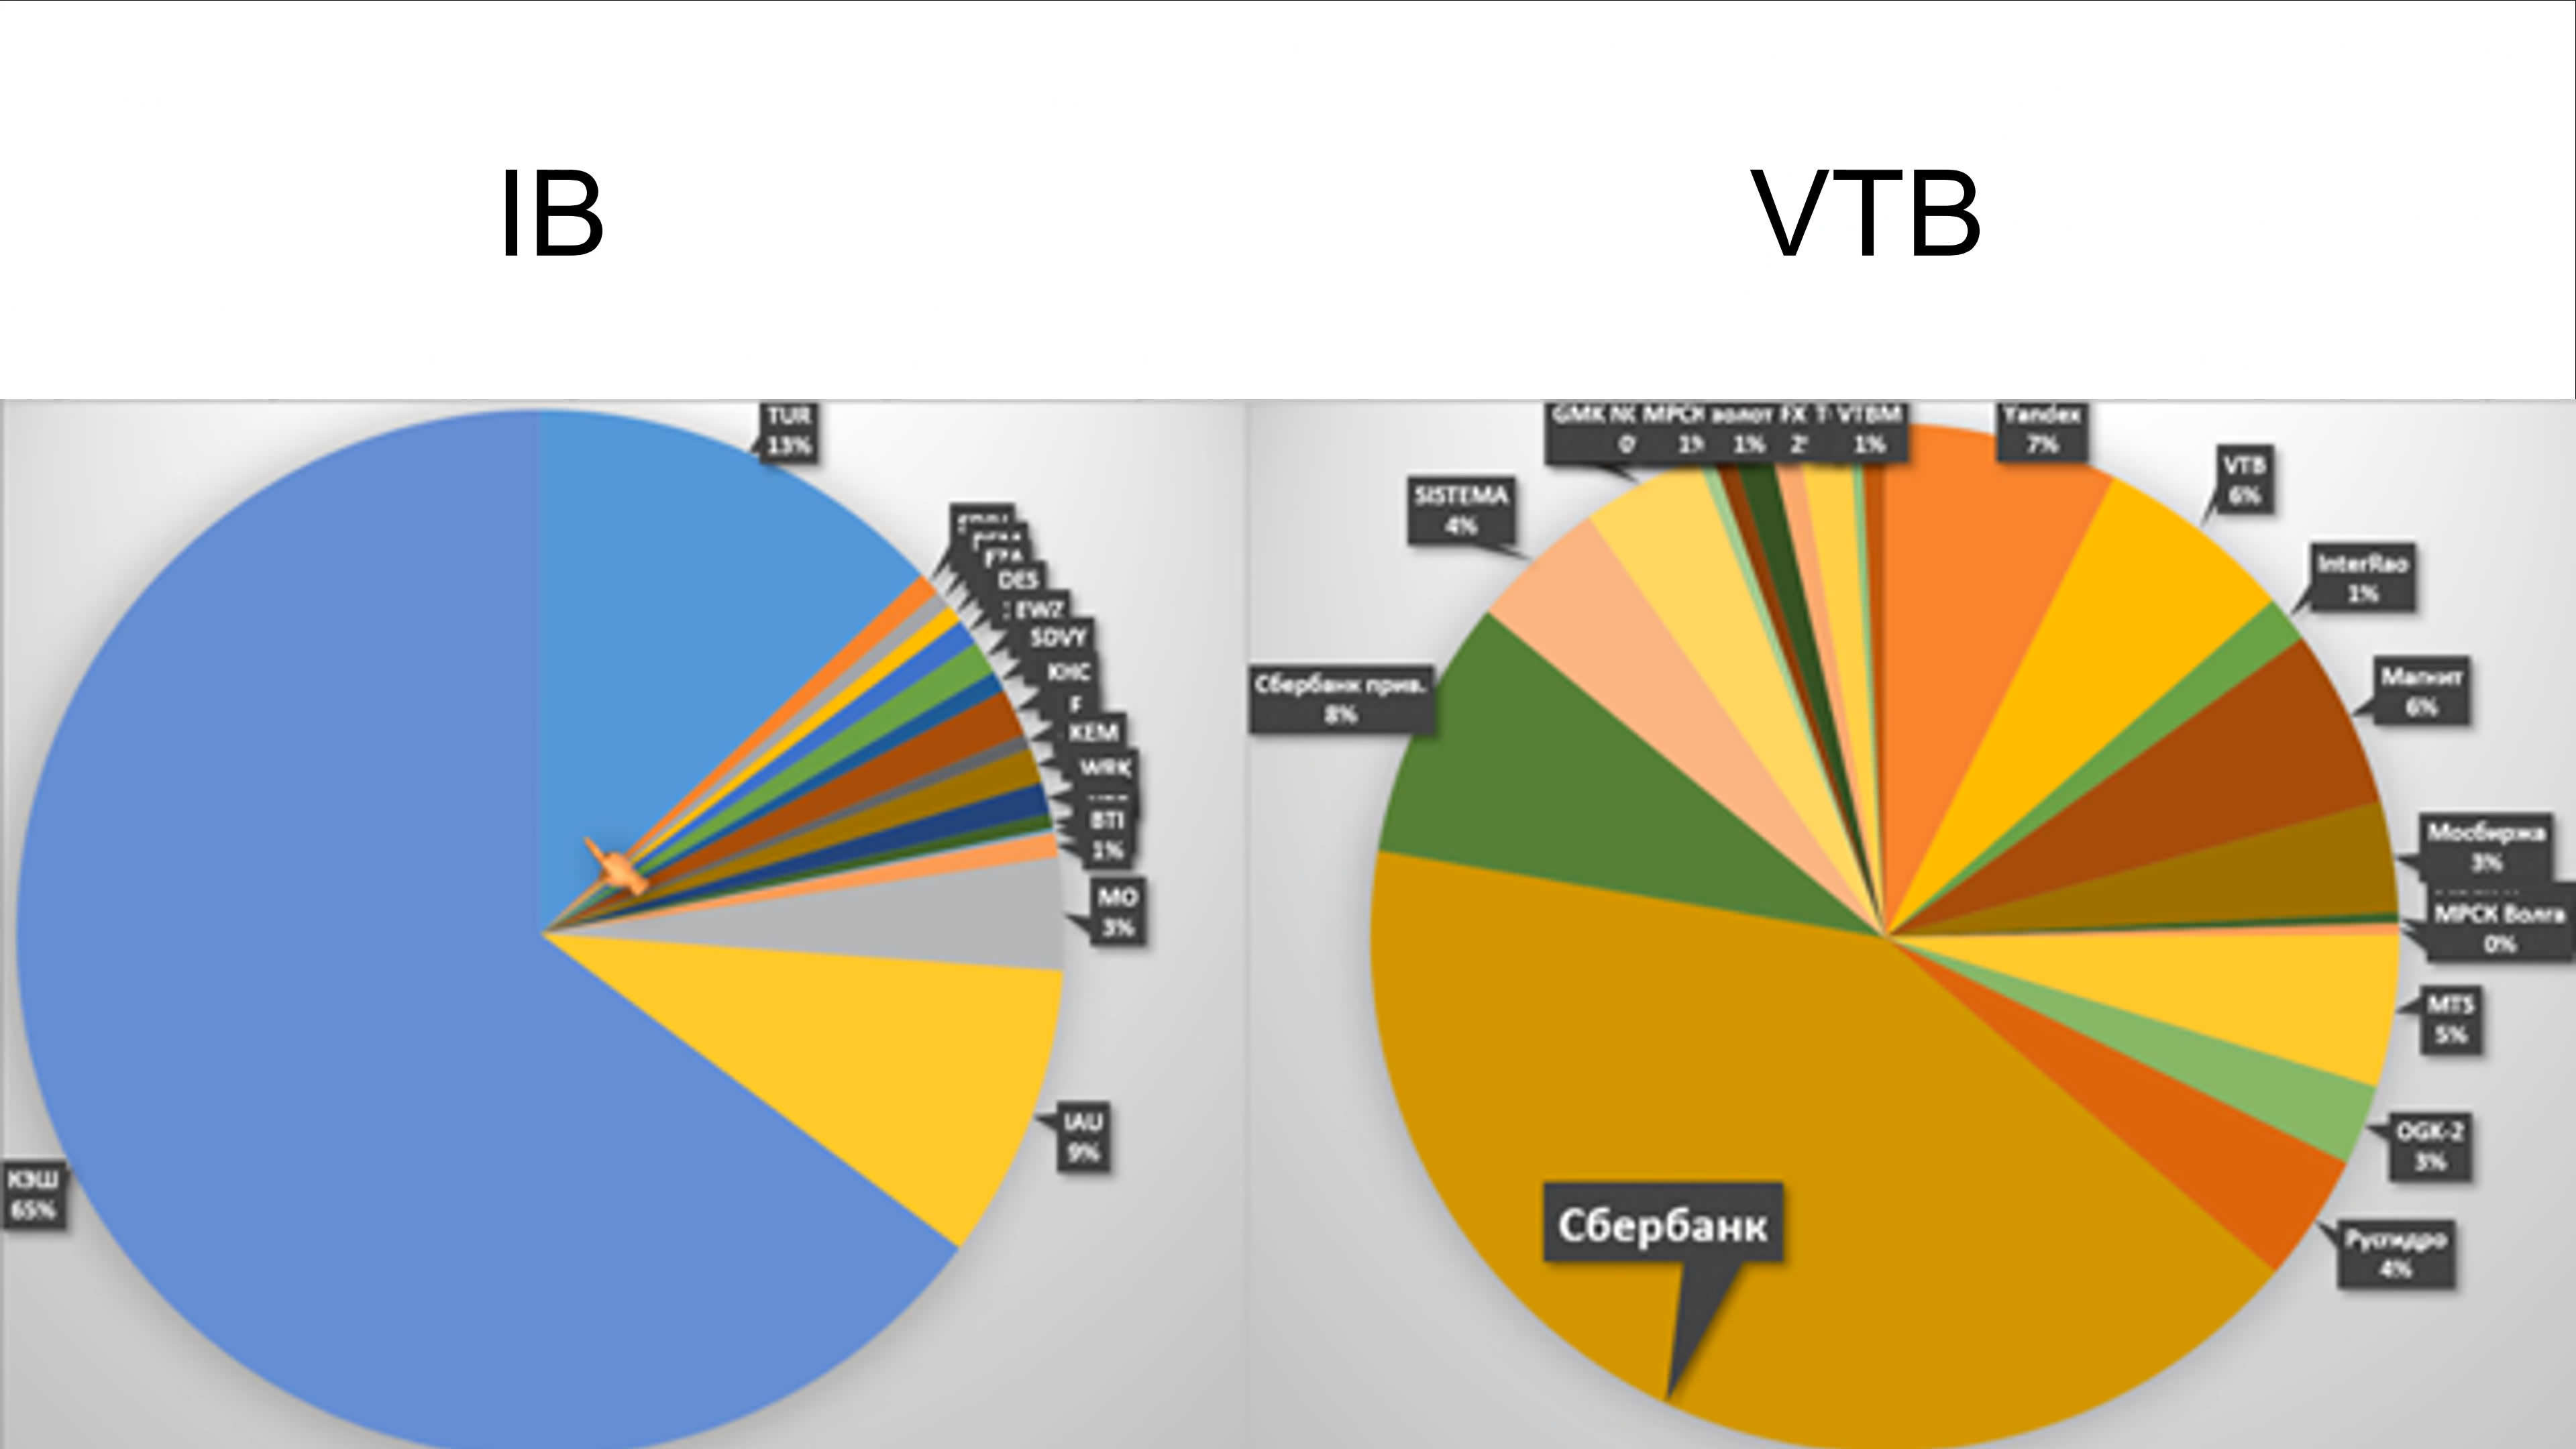 IB
VTB
TUR
13%
DES
EWZ
SDVY
KHC
F
KEM
WRK
BTI
1%
MO
3%
IAU
9%
КЭШ
65%
GMK
МРСК
1%
золот
1%
FX
VTBM
1%
Yandex
7%
VTB
6%
InterRao
1%
Магнит
6%
Мосбиржа
3%
МРСК Волга
0%
MTS
5%
OGK-2
3%
Русгидро
4%
Сбербанк
Сбербанк прив.
8%
SISTEMA
4%